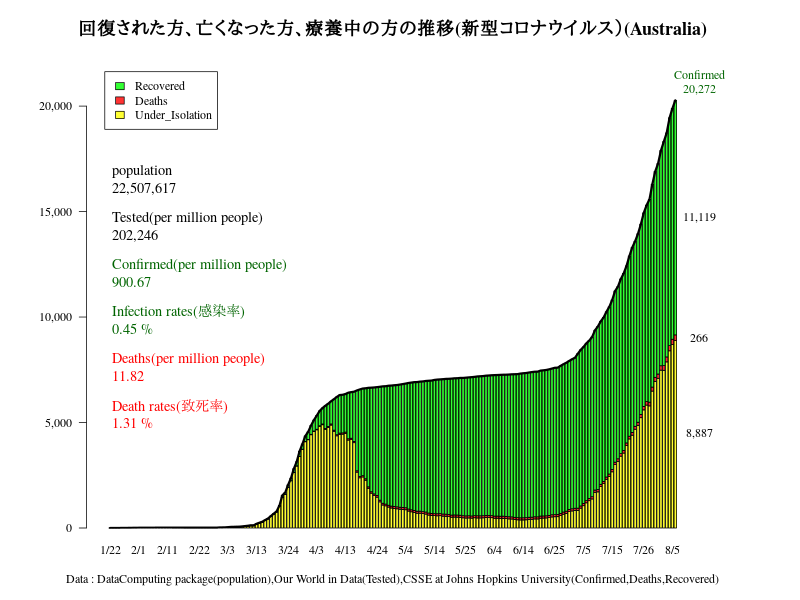 回復された方、亡くなった方、療養中の方の推移(新型コロナウイルス）(Australia)
Confirmed
20,272
Recovered
Deaths
Under_Isolation
20,000
15,000
10,000
5,000
0
population
22,507,617
Tested(per million people)
202,246
Confirmed(per million people)
900.67
Infection rates(感染率)
0.45 %
Deaths(per million people)
11.82
Death rates(致死率)
1.31 %
11,119
266
8,887
1/22 2/1 2/11 2/22 3/3 3/13 3/24 4/3 4/13 4/24 5/4 5/14 5/25 6/4 6/14 6/25 7/5 7/15 7/26 8/5
Data : DataComputing package(population),Our World in Data(Tested),CSSE at Johns Hopkins University(Confirmed,Deaths,Recovered)